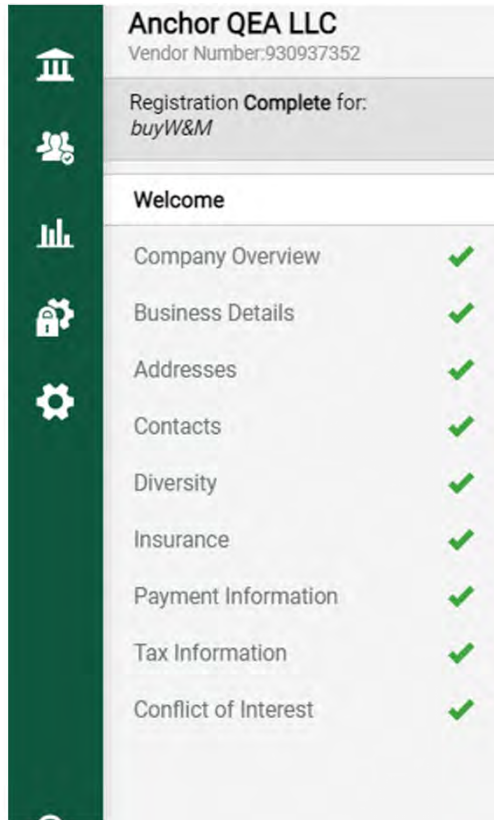 Anchor QEA LLC
Vendor Number:930937352
Registration Complete for:
buyW&M
Welcome
Company Overview
Business Details
Addresses
Contacts
Diversity
Insurance
Payment Information
Tax Information
Conflict of Interest